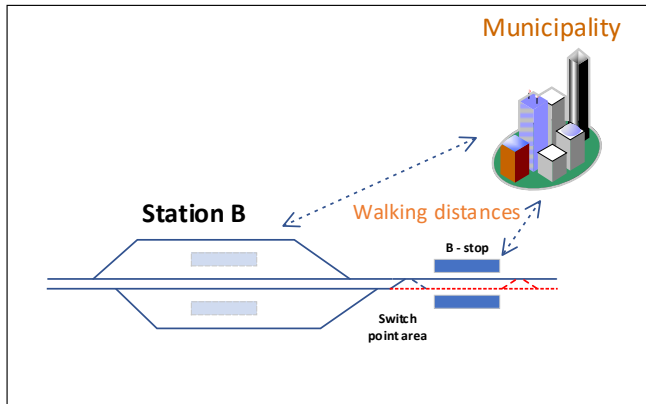 Municipality
Station B
Walking distances
B - stop
Switch
point area